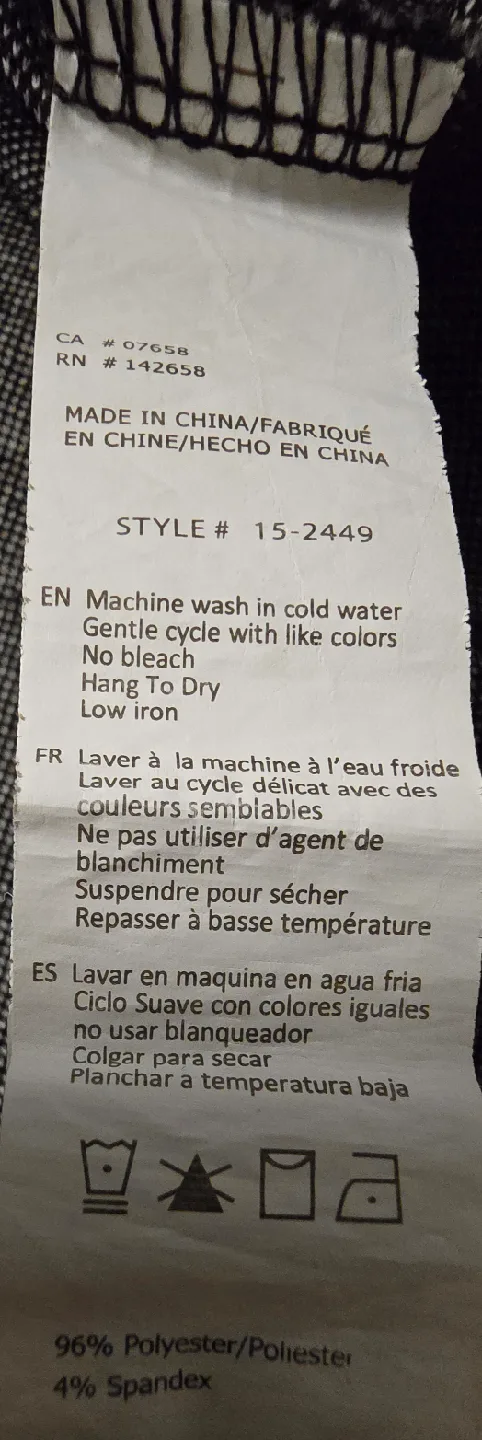 CA # 07658
RN # 142658
MADE IN CHINA/FABRIQUÉ
EN CHINE/HECHO EN CHINA
STYLE # 15-2449
EN Machine wash in cold water
Gentle cycle with like colors
No bleach
Hang To Dry
Low iron
FR Laver à la machine à l'eau froide
Laver au cycle délicat avec des
couleurs semblables
Ne pas utiliser d'agent de
blanchiment
Suspendre pour sécher
Repasser à basse température
ES Lavar en maquina en agua fria
Ciclo Suave con colores iguales
no usar blanqueador
Colgar para secar
Planchar a temperatura baja
96% Polyester/Poliester
4% Spandex